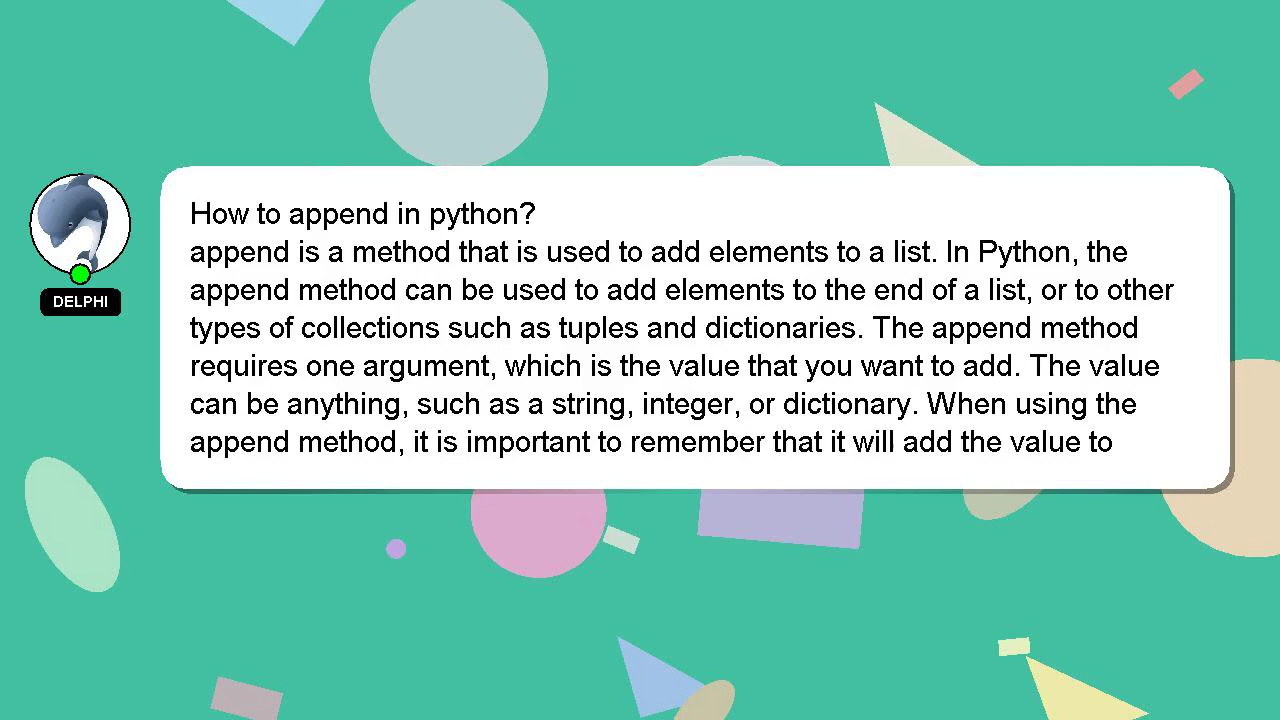 How to append in python?
append is a method that is used to add elements to a list. In Python, the
append method can be used to add elements to the end of a list, or to other
types of collections such as tuples and dictionaries. The append method
requires one argument, which is the value that you want to add. The value
can be anything, such as a string, integer, or dictionary. When using the
append method, it is important to remember that it will add the value to
DELPHI